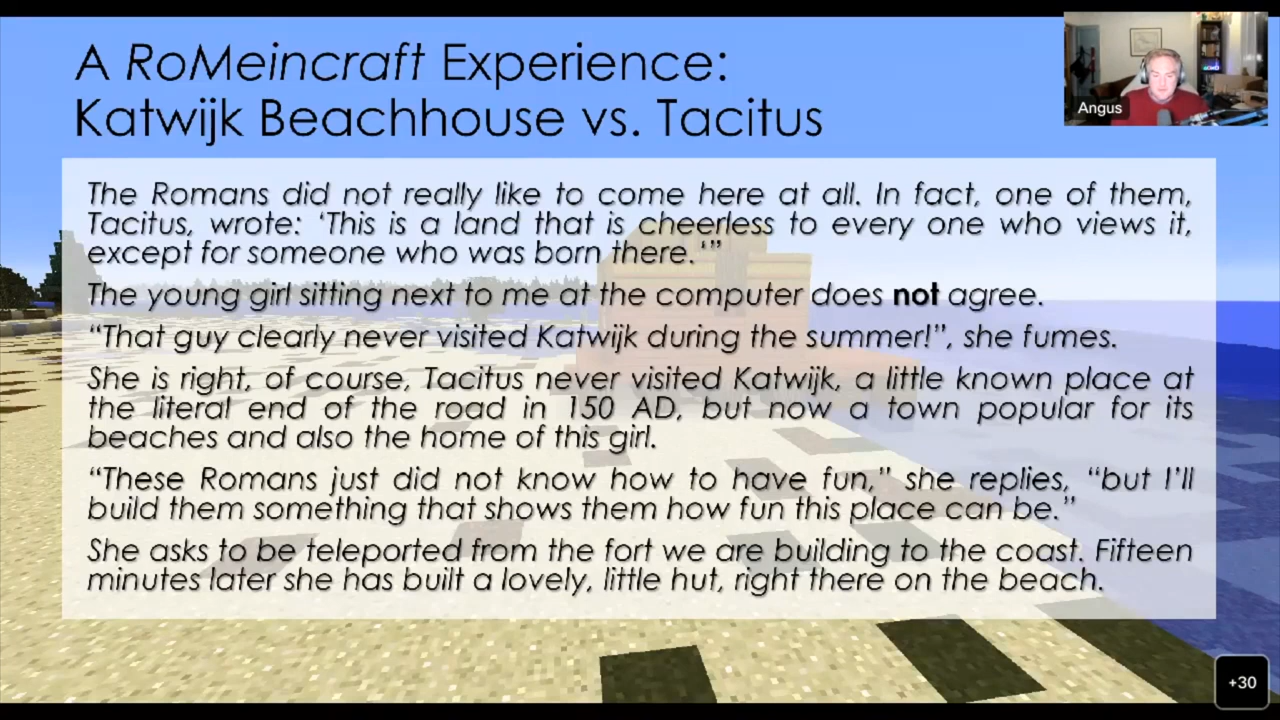 A RoMeincraft Experience:
Katwijk Beachhouse vs. Tacitus
Angus
The Romans did not really like to come here at all. In fact, one of them,
Tacitus, wrote: ‘This is a land that is cheerless to every one who views it,
except for someone who was born there.‘”
The young girl sitting next to me at the computer does not agree.
“That guy clearly never visited Katwijk during the summer!”, she fumes.
She is right, of course, Tacitus never visited Katwijk, a little known place at
the literal end of the road in 150 AD, but now a town popular for its
beaches and also the home of this girl.
“These Romans just did not know how to have fun,” she replies, “but I’ll
build them something that shows them how fun this place can be.”
She asks to be teleported from the fort we are building to the coast. Fifteen
minutes later she has built a lovely, little hut, right there on the beach.
+30